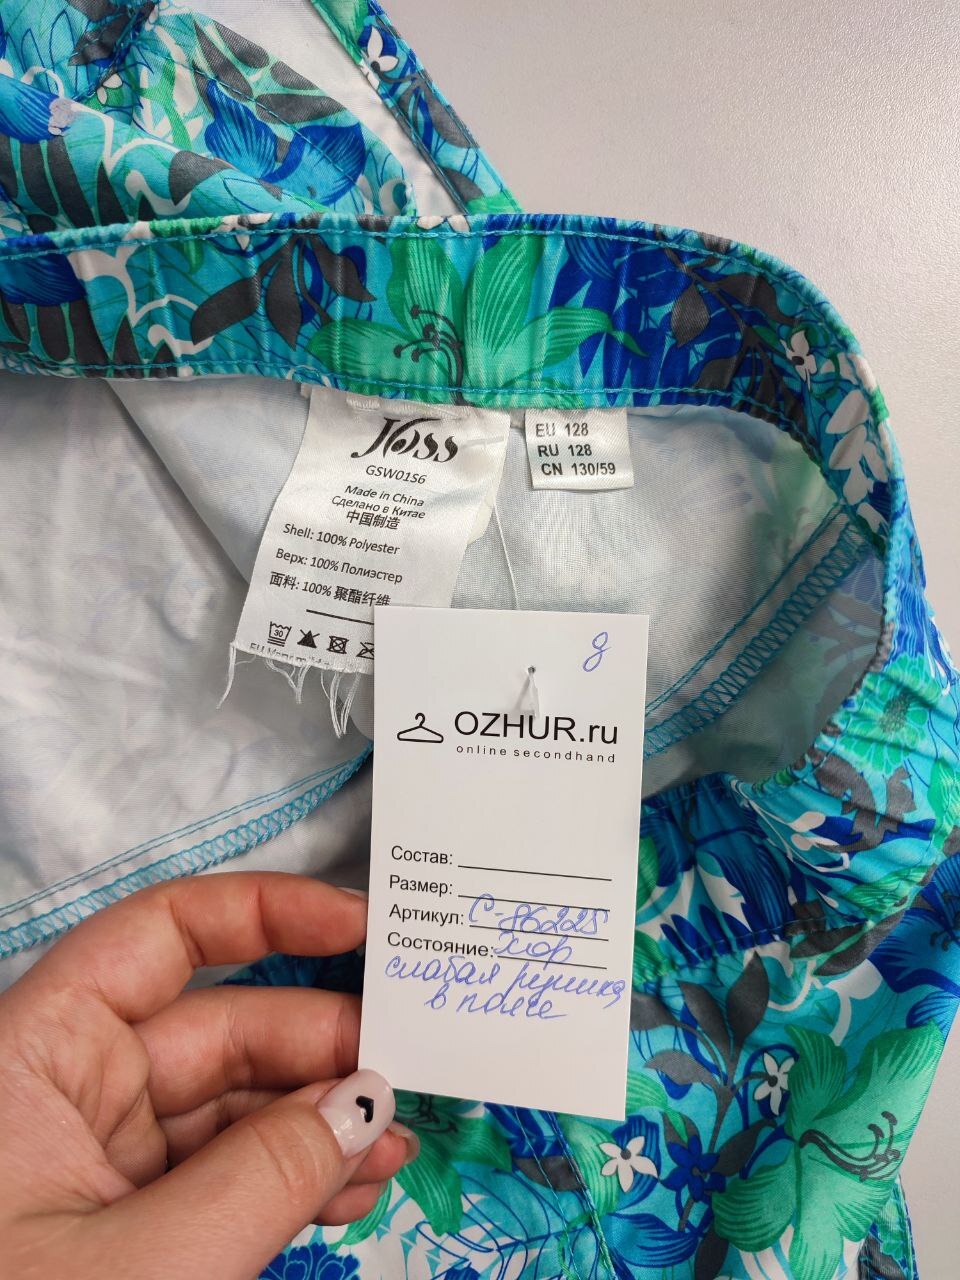 Joss
GSW01S6
Made in China
Сделано в Китае
中国制造
Shell: 100% Polyester
Верх: 100% Полиэстер
面料: 100% 聚酯纤维
30
EU 128
RU 128
CN 130/59
g
OZHUR.ru
online secondhand
Состав:
Размер:
Артикул: С-86225
Состояние: хор
слабая резинка
в поясе